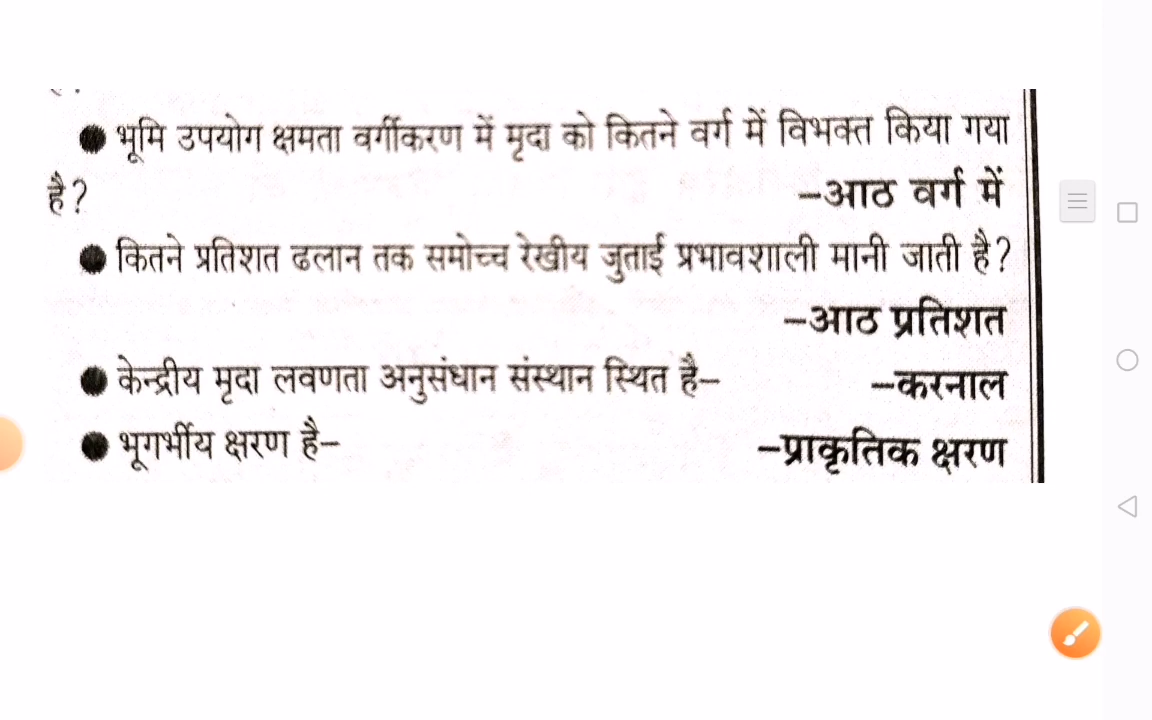 ● भूमि उपयोग क्षमता वर्गीकरण में मृदा को कितने वर्ग में विभक्त किया गया
है? –आठ वर्ग में
● कितने प्रतिशत ढलान तक समोच्च रेखीय जुताई प्रभावशाली मानी जाती है?
–आठ प्रतिशत
● केन्द्रीय मृदा लवणता अनुसंधान संस्थान स्थित है– –करनाल
● भूगर्भीय क्षरण है– –प्राकृतिक क्षरण